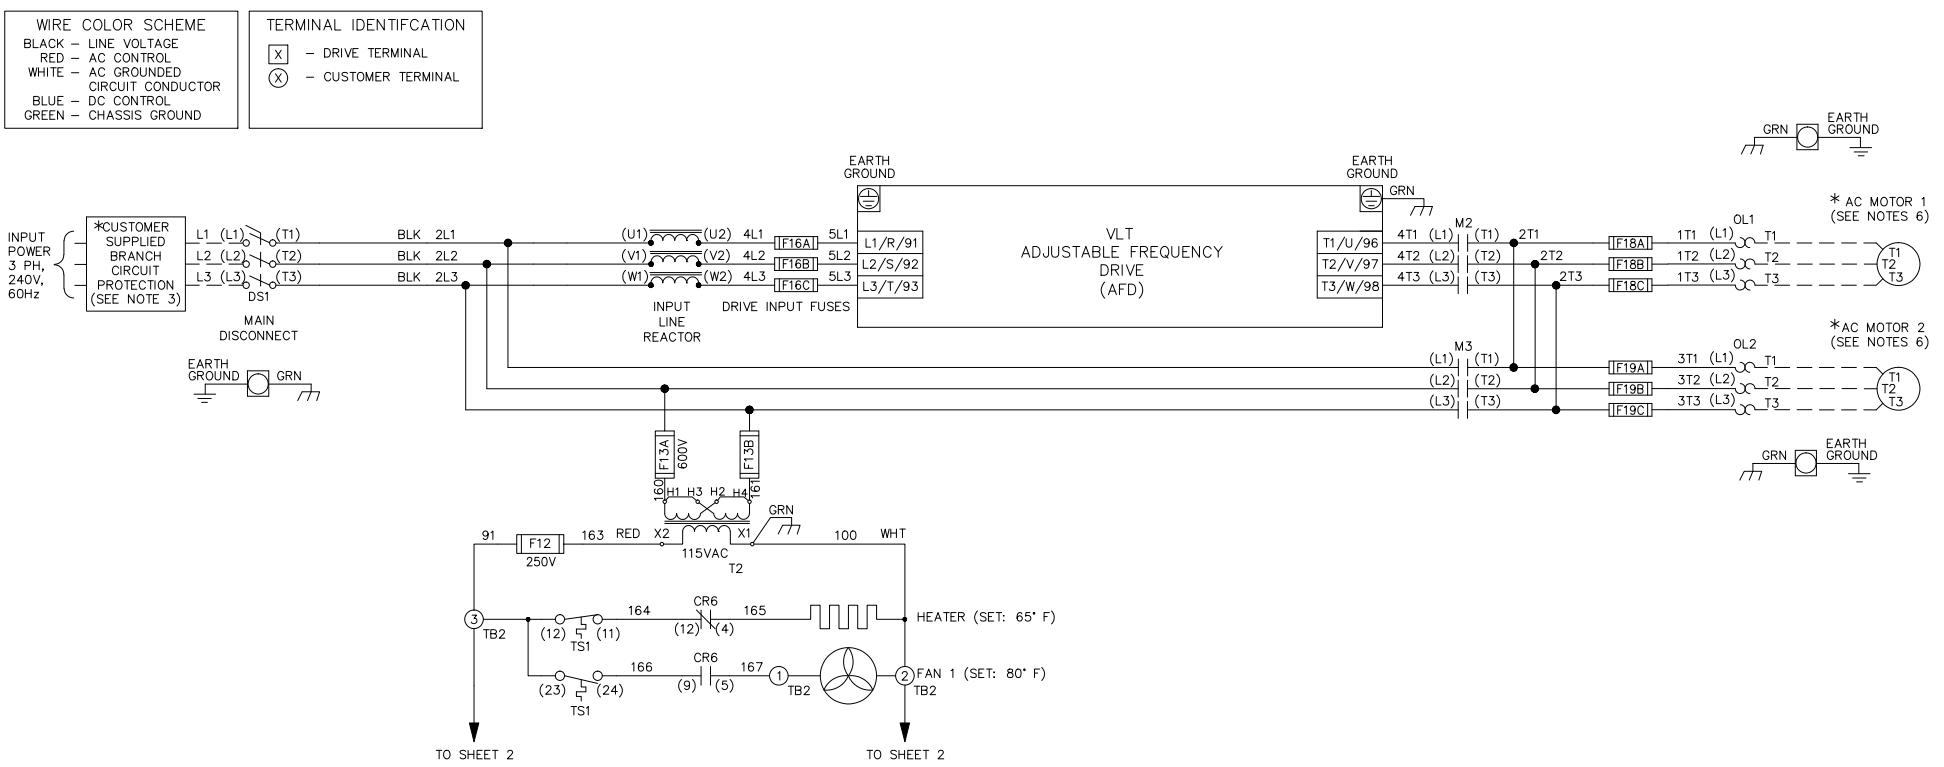 WIRE COLOR SCHEME
BLACK – LINE VOLTAGE
RED – AC CONTROL
WHITE – AC GROUNDED
CIRCUIT CONDUCTOR
BLUE – DC CONTROL
GREEN – CHASSIS GROUND
TERMINAL IDENTIFCATION
X – DRIVE TERMINAL
X – CUSTOMER TERMINAL
GRN
EARTH
GROUND
EARTH
GROUND
EARTH
GROUND
GRN
INPUT
POWER
3 PH,
240V,
60Hz
*CUSTOMER
SUPPLIED
BRANCH
CIRCUIT
PROTECTION
(SEE NOTE 3)
L1 (L1) (T1) BLK 2L1 (U1) (U2) 4L1 F16A 5L1 L1/R/91
L2 (L2) (T2) BLK 2L2 (V1) (V2) 4L2 F16B 5L2 L2/S/92
L3 (L3) (T3) BLK 2L3 (W1) (W2) 4L3 F16C 5L3 L3/T/93
DS1
MAIN
DISCONNECT
INPUT
LINE
REACTOR
DRIVE INPUT FUSES
VLT
ADJUSTABLE FREQUENCY
DRIVE
(AFD)
M2
OL1
* AC MOTOR 1
(SEE NOTES 6)
T1/U/96 4T1 (L1) (T1) 2T1 F18A 1T1 (L1) T1 T1
T2/V/97 4T2 (L2) (T2) 2T2 F18B 1T2 (L2) T2 T2
T3/W/98 4T3 (L3) (T3) 2T3 F18C 1T3 (L3) T3 T3
M3
OL2
*AC MOTOR 2
(SEE NOTES 6)
(L1) (T1) F19A 3T1 (L1) T1 T1
(L2) (T2) F19B 3T2 (L2) T2 T2
(L3) (T3) F19C 3T3 (L3) T3 T3
EARTH
GROUND GRN
GRN
EARTH
GROUND
F13A
600V
F13B
160
H1 H3 H2 H4
161
GRN
91 F12 163 RED X2 X1 100 WHT
250V
115VAC
T2
3
TB2
(12) (11) 164 CR6 (12) (4) 165 HEATER (SET: 65° F)
TS1
(23) (24) 166 CR6 (9) (5) 167 1 TB2 2 FAN 1 (SET: 80° F)
TB2
TS1
TO SHEET 2
TO SHEET 2